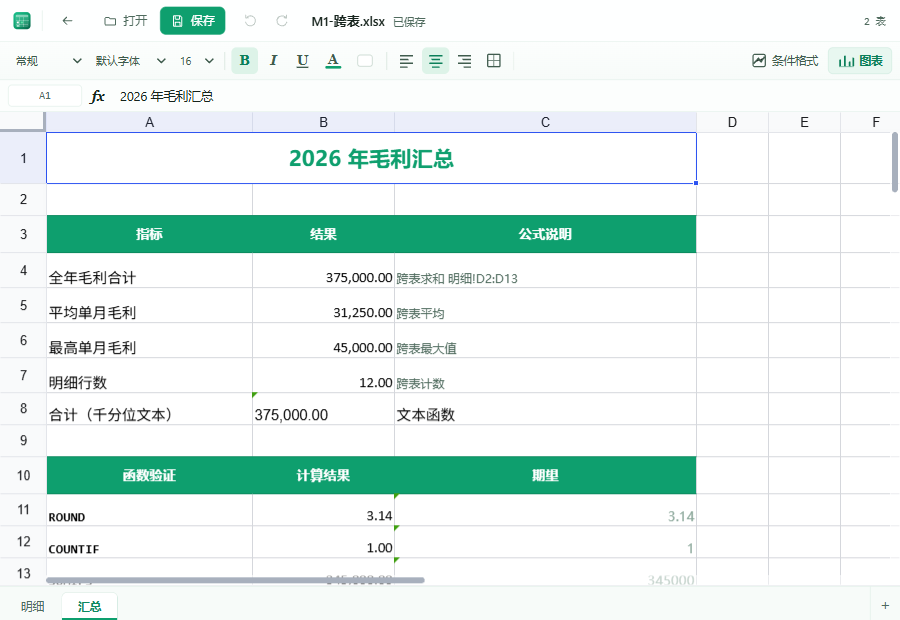 打开 保存 M1-跨表.xlsx 已保存 2 表
常规 默认字体 16 B I U A 条件格式 图表
A1 fx 2026 年毛利汇总
A B C D E F
1 2026 年毛利汇总
2
3 指标 结果 公式说明
4 全年毛利合计 375,000.00 跨表求和 明细!D2:D13
5 平均单月毛利 31,250.00 跨表平均
6 最高单月毛利 45,000.00 跨表最大值
7 明细行数 12.00 跨表计数
8 合计（千分位文本） 375,000.00 文本函数
9
10 函数验证 计算结果 期望
11 ROUND 3.14 3.14
12 COUNTIF 1.00 1
13 345,000.00 345000
明细 汇总 +